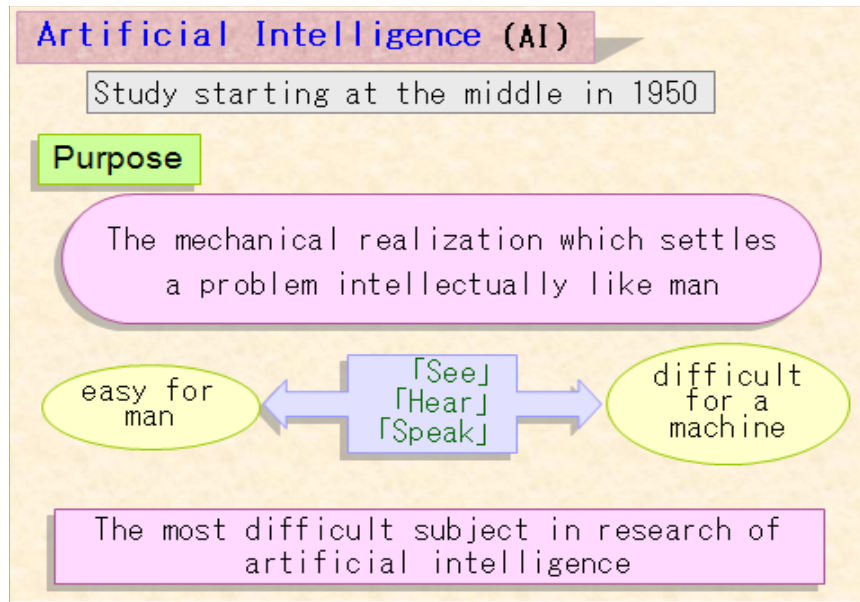 Artificial Intelligence (AI)
Study starting at the middle in 1950
Purpose
The mechanical realization which settles
a problem intellectually like man
easy for
man
「See」
「Hear」
「Speak」
difficult
for a
machine
The most difficult subject in research of
artificial intelligence